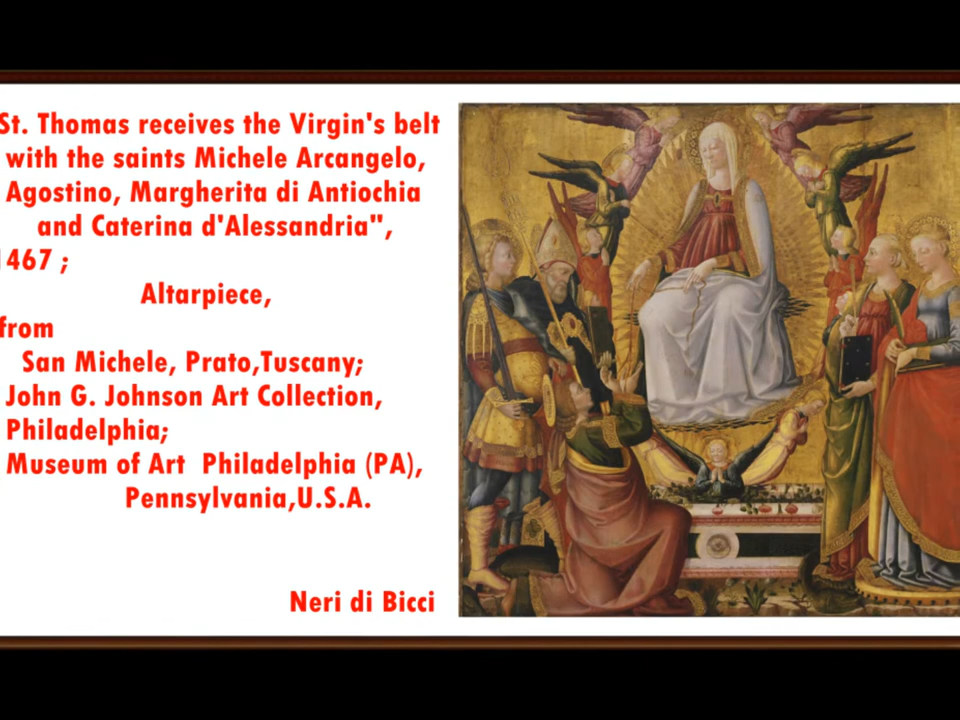 St. Thomas receives the Virgin's belt
with the saints Michele Arcangelo,
Agostino, Margherita di Antiochia
and Caterina d'Alessandria",
1467 ;
Altarpiece,
from
San Michele, Prato,Tuscany;
John G. Johnson Art Collection,
Philadelphia;
Museum of Art Philadelphia (PA),
Pennsylvania,U.S.A.
Neri di Bicci